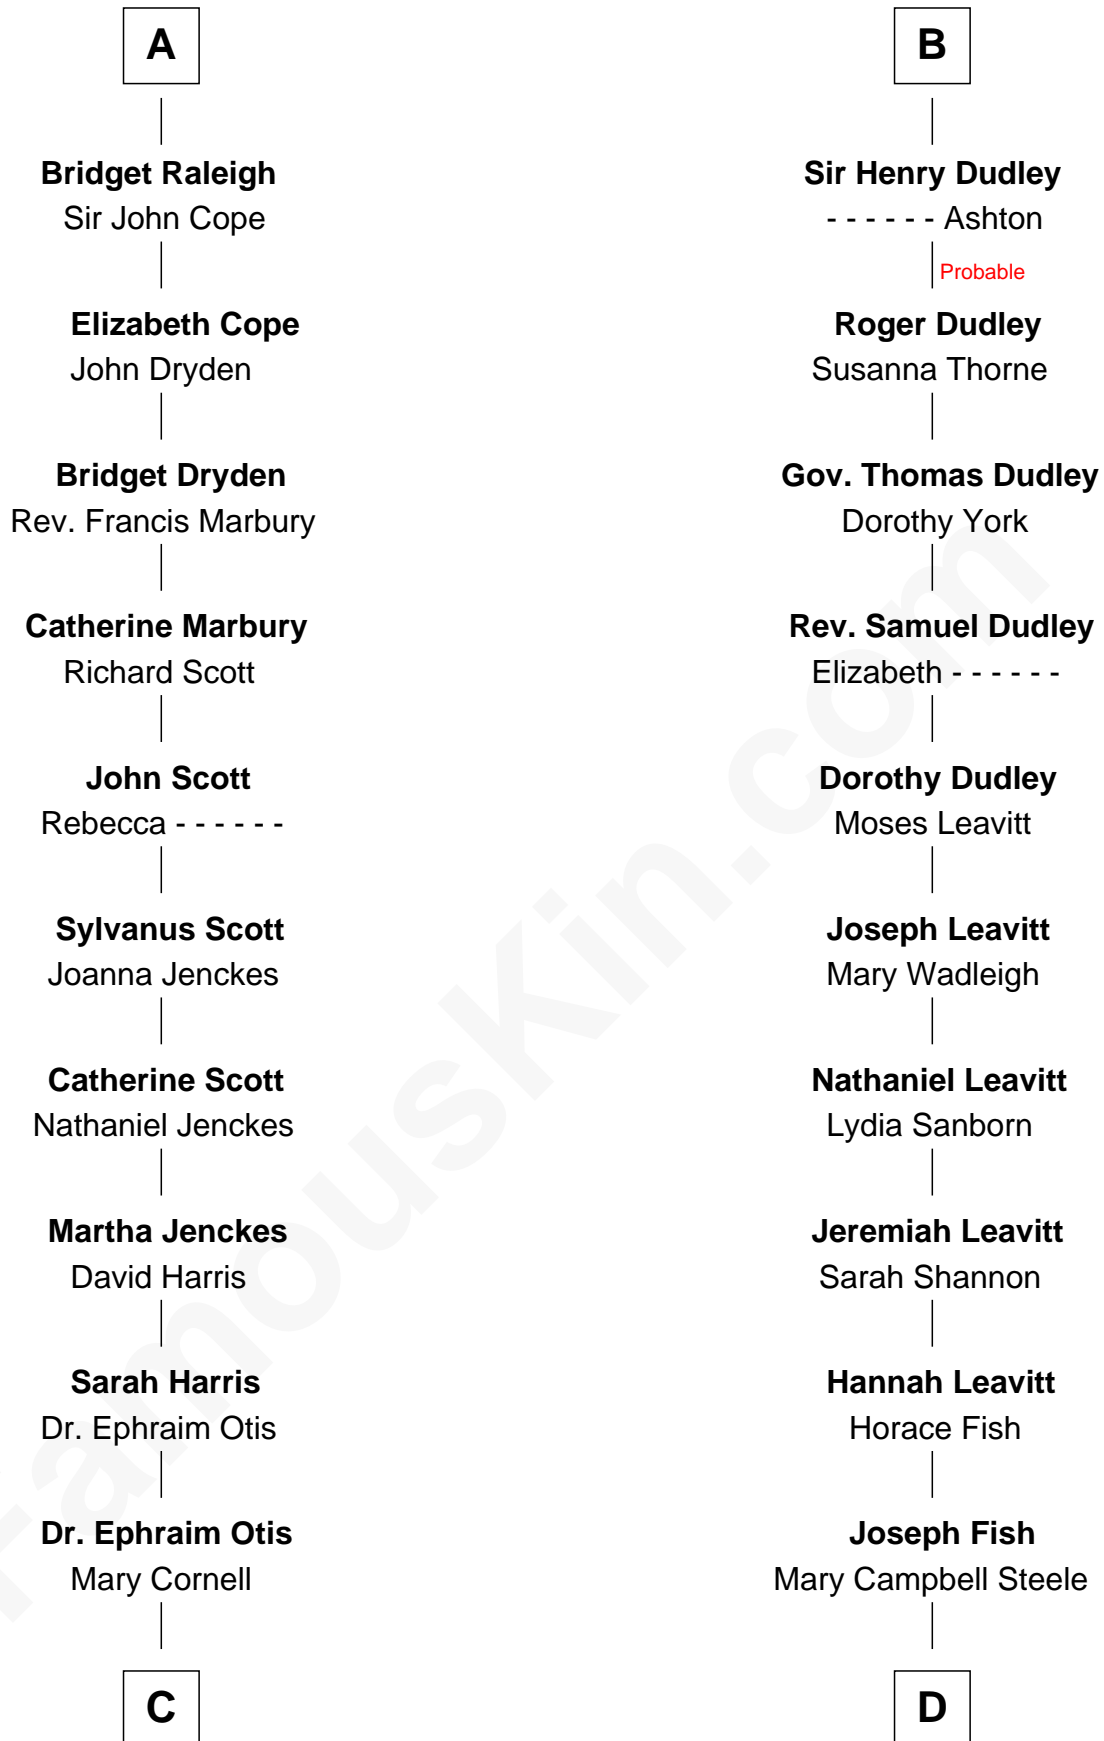 A
Bridget Raleigh
Sir John Cope
Elizabeth Cope
John Dryden
Bridget Dryden
Rev. Francis Marbury
Catherine Marbury
Richard Scott
John Scott
Rebecca - - - - - -
Sylvanus Scott
Joanna Jenckes
Catherine Scott
Nathaniel Jenckes
Martha Jenckes
David Harris
Sarah Harris
Dr. Ephraim Otis
Dr. Ephraim Otis
Mary Cornell
C
B
Sir Henry Dudley
- - - - - - Ashton
Probable
Roger Dudley
Susanna Thorne
Gov. Thomas Dudley
Dorothy York
Rev. Samuel Dudley
Elizabeth - - - - - -
Dorothy Dudley
Moses Leavitt
Joseph Leavitt
Mary Wadleigh
Nathaniel Leavitt
Lydia Sanborn
Jeremiah Leavitt
Sarah Shannon
Hannah Leavitt
Horace Fish
Joseph Fish
Mary Campbell Steele
D
FamousKin.com